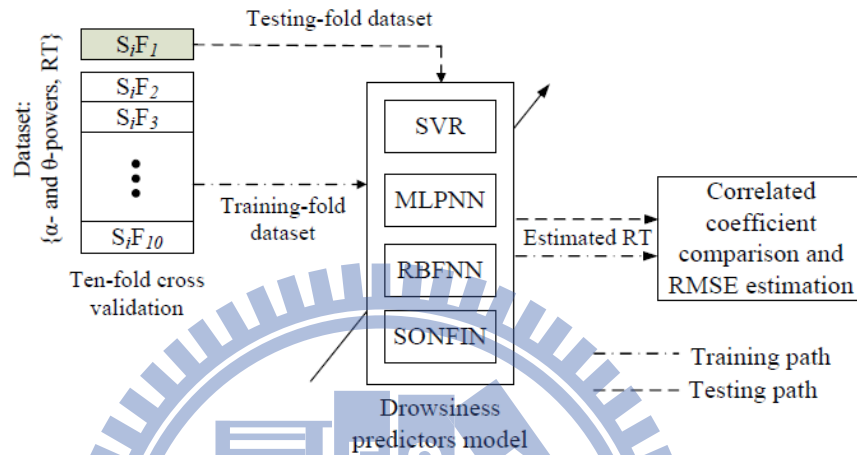 Testing-fold dataset
Dataset:
{α- and θ-powers, RT}
SiF1
SiF2
SiF3
SiF10
Ten-fold cross
validation
Training-fold
dataset
SVR
MLPNN
RBFNN
SONFIN
Drowsiness
predictors model
Estimated RT
Correlated
coefficient
comparison and
RMSE estimation
Training path
Testing path